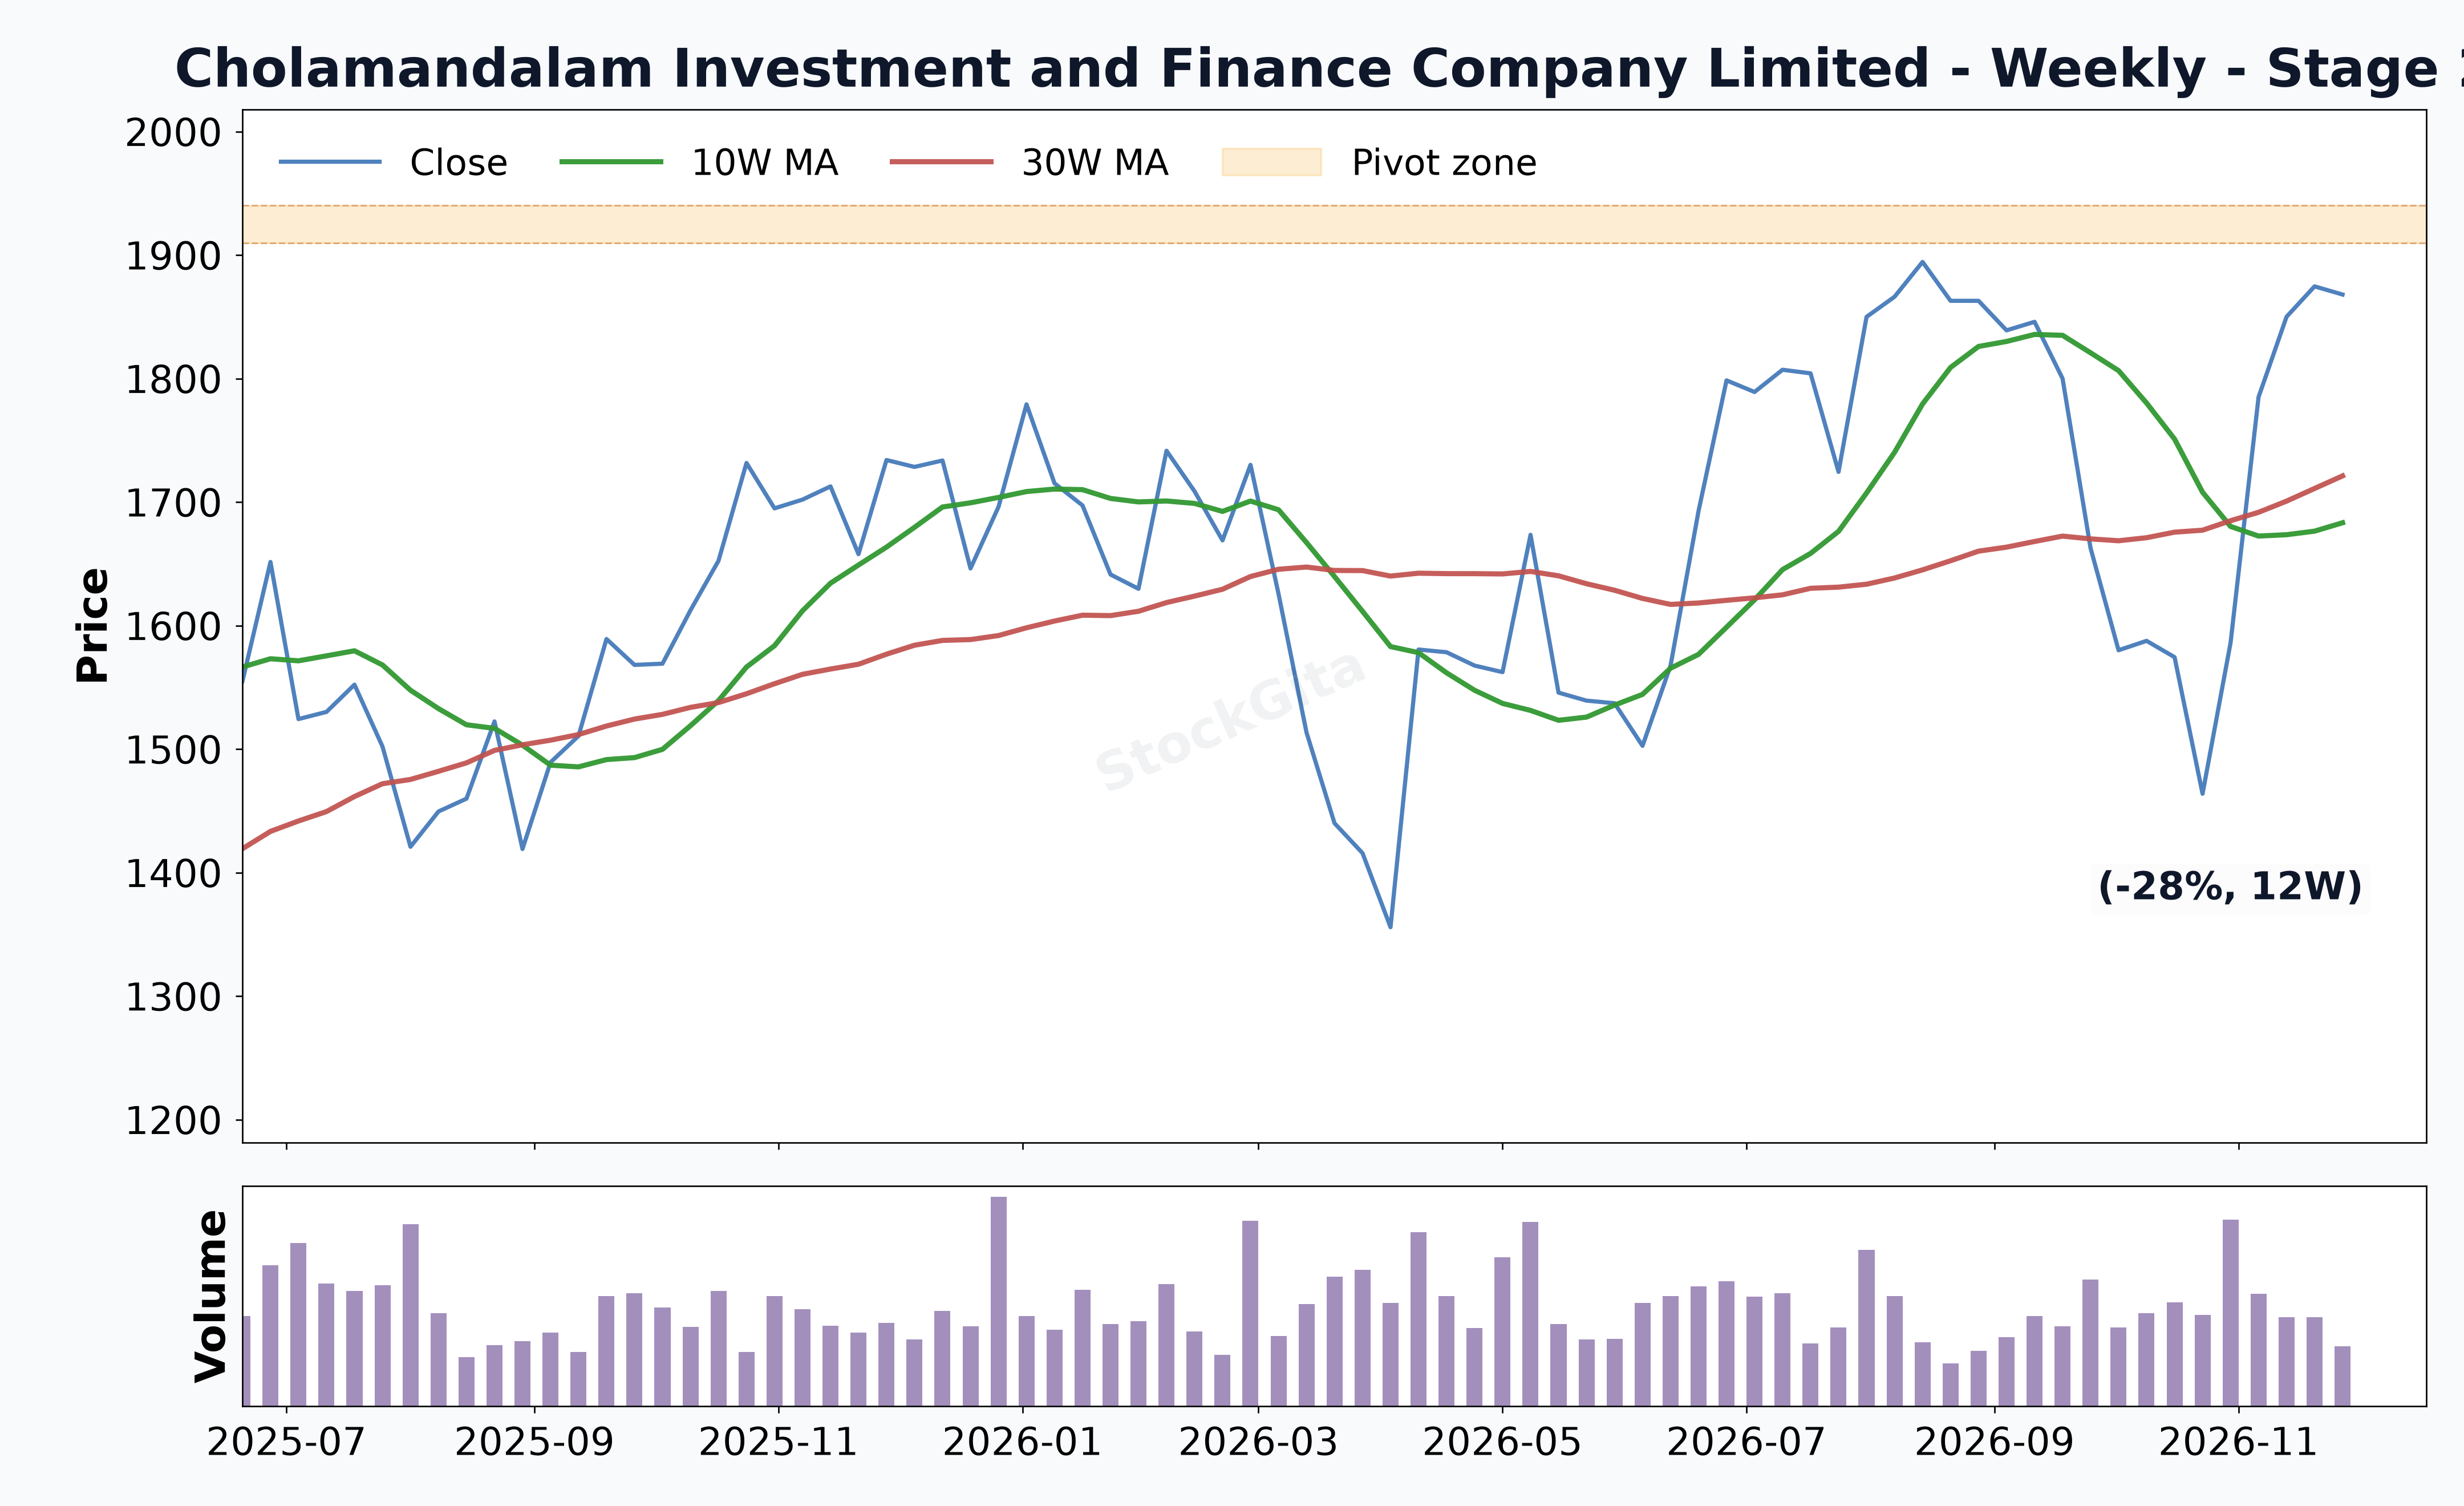 Cholamandalam Investment and Finance Company Limited - Weekly - Stage
Close 10W MA 30W MA Pivot zone
2000
1900
1800
1700
1600
1500
1400
1300
1200
Price
StockGita
(-28%, 12W)
Volume
2025-07 2025-09 2025-11 2026-01 2026-03 2026-05 2026-07 2026-09 2026-11